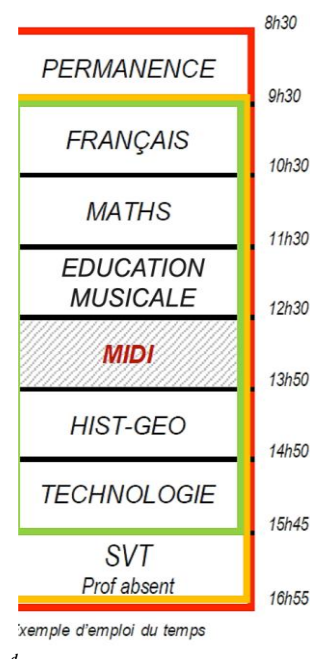 8h30
PERMANENCE
9h30
FRANÇAIS
10h30
MATHS
11h30
EDUCATION
MUSICALE
12h30
MIDI
13h50
HIST-GEO
14h50
TECHNOLOGIE
15h45
SVT
Prof absent
16h55
xemple d'emploi du temps
d